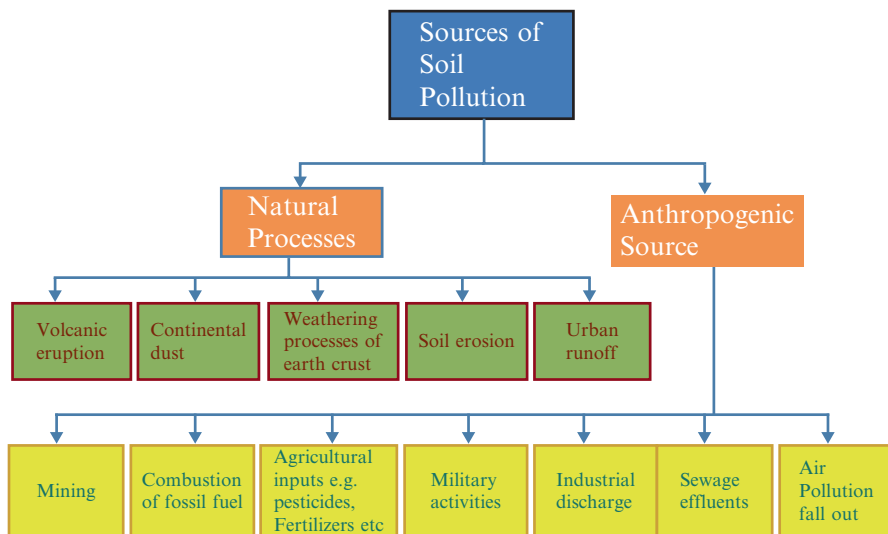 Sources of
Soil
Pollution
Natural
Processes
Anthropogenic
Source
Volcanic
eruption
Continental
dust
Weathering
processes of
earth crust
Soil erosion
Urban
runoff
Mining
Combustion
of fossil fuel
Agricultural
inputs e.g.
pesticides,
Fertilizers etc
Military
activities
Industrial
discharge
Sewage
effluents
Air
Pollution
fall out